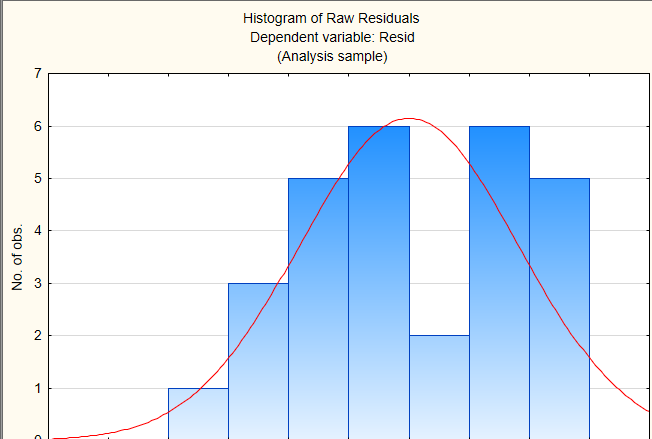 Histogram of Raw Residuals
Dependent variable: Resid
(Analysis sample)
7
6
5
4
3
2
1
No. of obs.